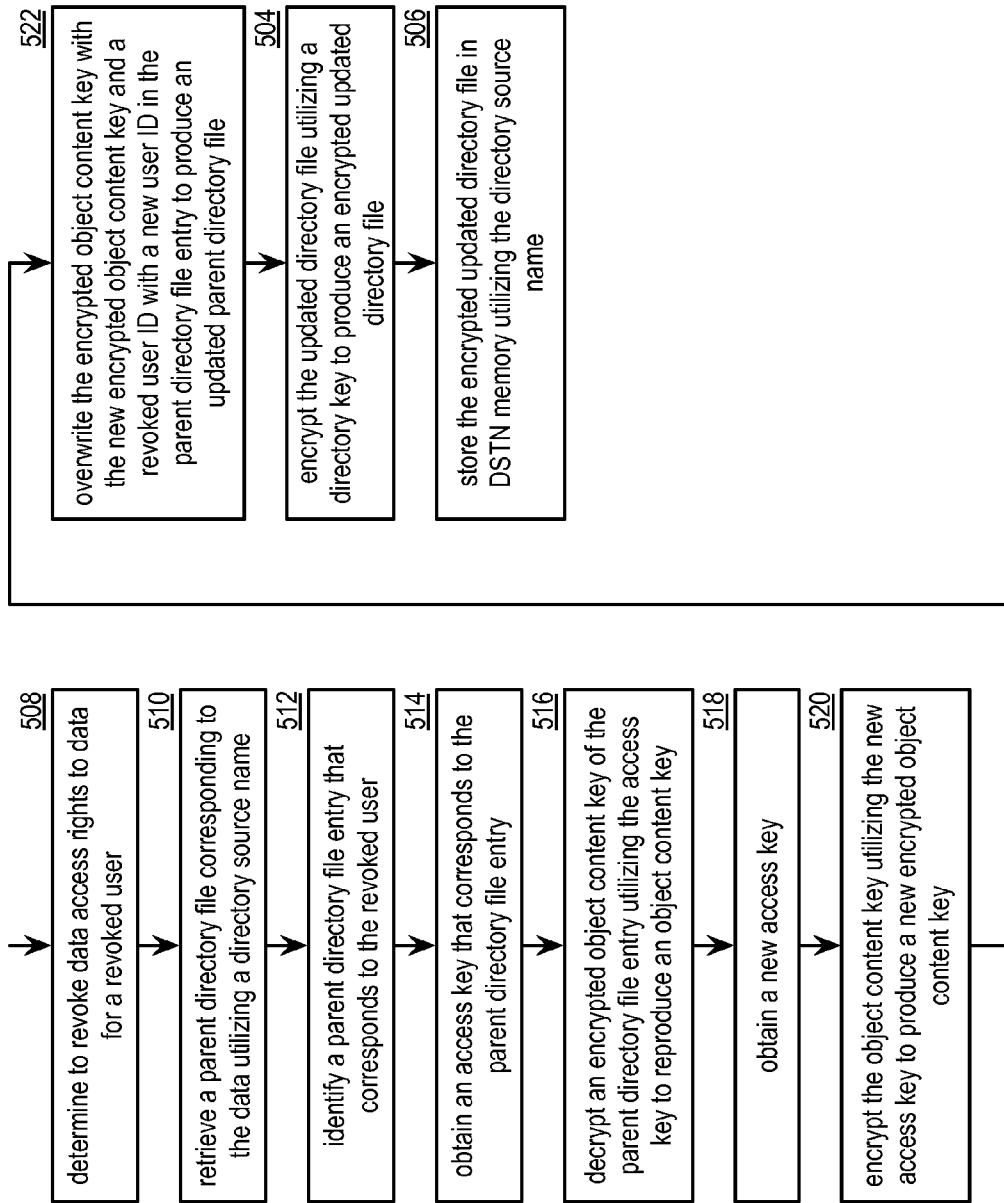 508
determine to revoke data access rights to data
for a revoked user
510
retrieve a parent directory file corresponding to
the data utilizing a directory source name
512
identify a parent directory file entry that
corresponds to the revoked user
514
obtain an access key that corresponds to the
parent directory file entry
516
decrypt an encrypted object content key of the
parent directory file entry utilizing the access
key to reproduce an object content key
518
obtain a new access key
520
encrypt the object content key utilizing the new
access key to produce a new encrypted object
content key
522
overwrite the encrypted object content key with
the new encrypted object content key and a
revoked user ID with a new user ID in the
parent directory file entry to produce an
updated parent directory file
504
encrypt the updated directory file utilizing a
directory key to produce an encrypted updated
directory file
506
store the encrypted updated directory file in
DSTN memory utilizing the directory source
name